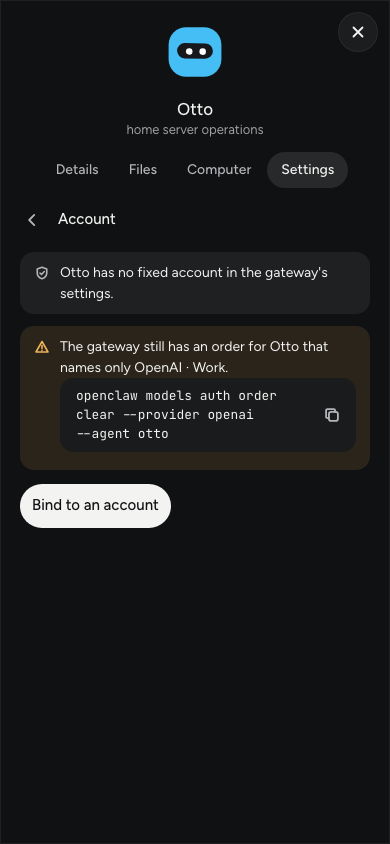 Otto
home server operations
Details Files Computer Settings
Account
Otto has no fixed account in the gateway's
settings.
The gateway still has an order for Otto that
names only OpenAI · Work.
openclaw models auth order
clear --provider openai
--agent otto
Bind to an account